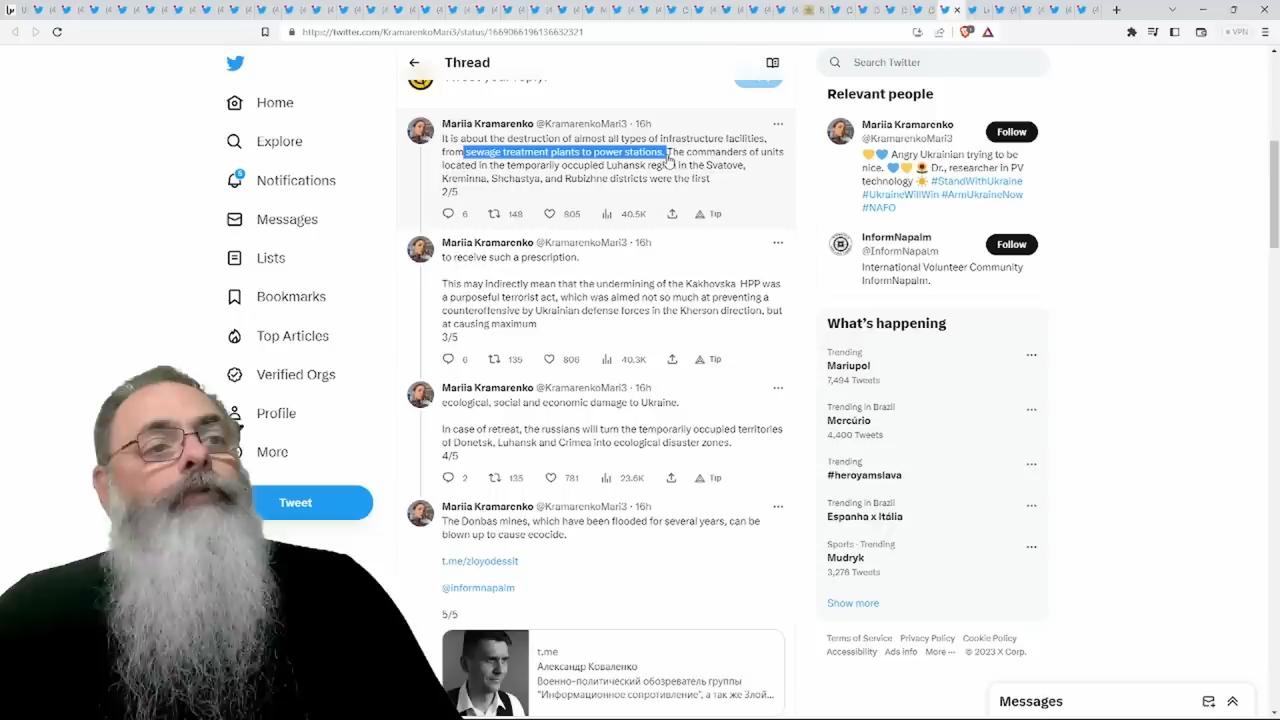 https://twitter.com/KramarenkoMari3/status/1669066196136632321
VPN
Home
Explore
6
Notifications
Messages
Lists
Bookmarks
Top Articles
Verified Orgs
Profile
More
Tweet
Thread
Mariia Kramarenko @KramarenkoMari3 · 16h
It is about the destruction of almost all types of infrastructure facilities,
from sewage treatment plants to power stations. The commanders of units
located in the temporarily occupied Luhansk region in the Svatove,
Kreminna, Shchastya, and Rubizhne districts were the first
2/5
6 148 805 40.5K Tip
Mariia Kramarenko @KramarenkoMari3 · 16h
to receive such a prescription.
This may indirectly mean that the undermining of the Kakhovska HPP was
a purposeful terrorist act, which was aimed not so much at preventing a
counteroffensive by Ukrainian defense forces in the Kherson direction, but
at causing maximum
3/5
6 135 806 40.3K Tip
Mariia Kramarenko @KramarenkoMari3 · 16h
ecological, social and economic damage to Ukraine.
In case of retreat, the russians will turn the temporarily occupied territories
of Donetsk, Luhansk and Crimea into ecological disaster zones.
4/5
2 135 781 23.6K Tip
Mariia Kramarenko @KramarenkoMari3 · 16h
The Donbas mines, which have been flooded for several years, can be
blown up to cause ecocide.
t.me/zloyodessit
@informnapalm
5/5
t.me
Александр Коваленко
Военно-политический обозреватель группы
"Информационное сопротивление", а так же Злой...
Search Twitter
Relevant people
Mariia Kramarenko
@KramarenkoMari3
Follow
💛💙 Angry Ukrainian trying to be
nice. 💙💛 🌻 Dr., researcher in PV
technology ☀️ #StandWithUkraine
#UkraineWillWin #ArmUkraineNow
#NAFO
InformNapalm
@InformNapalm
Follow
International Volunteer Community
InformNapalm.
What's happening
Trending
Mariupol
7,494 Tweets
Trending in Brazil
Mercúrio
4,400 Tweets
Trending
#heroyamslava
Trending in Brazil
Espanha x Itália
Sports · Trending
Mudryk
3,276 Tweets
Show more
Terms of Service Privacy Policy Cookie Policy
Accessibility Ads info More ··· © 2023 X Corp.
Messages